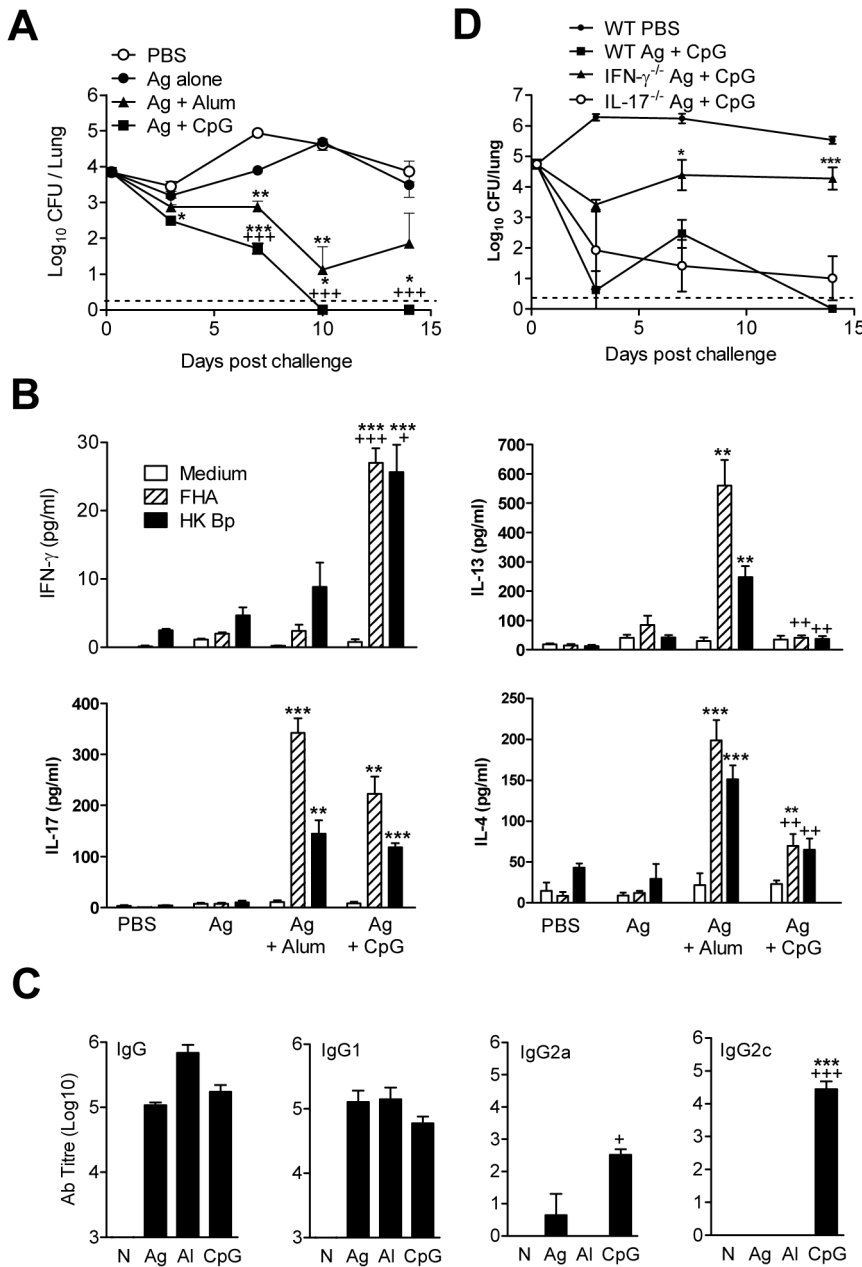 A
PBS
Ag alone
Ag + Alum
Ag + CpG
Log10 CFU / Lung
6
5
4
3
2
1
0
*
**
***
+++
**
*
+++
*
+++
0 5 10 15
Days post challenge
D
WT PBS
WT Ag + CpG
IFN-γ-/- Ag + CpG
IL-17-/- Ag + CpG
Log10 CFU/lung
7
6
5
4
3
2
1
0
*
***
0 5 10 15
Days post challenge
B
IFN-γ (pg/ml)
30
20
10
0
Medium
FHA
HK Bp
*** ***
+++ +
IL-13 (pg/ml)
700
600
500
400
300
200
100
0
**
**
++ ++
IL-17 (pg/ml)
400
300
200
100
0
***
**
**
***
PBS Ag Ag Ag
+ Alum + CpG
IL-4 (pg/ml)
250
200
150
100
50
0
***
***
**
++ ++
PBS Ag Ag Ag
+ Alum + CpG
C
Ab Titre (Log10)
IgG
6
5
4
3
N Ag Al CpG
IgG1
6
5
4
3
N Ag Al CpG
IgG2a
6
5
4
3
2
1
0
+
N Ag Al CpG
IgG2c
6
5
4
3
2
1
0
***
+++
N Ag Al CpG